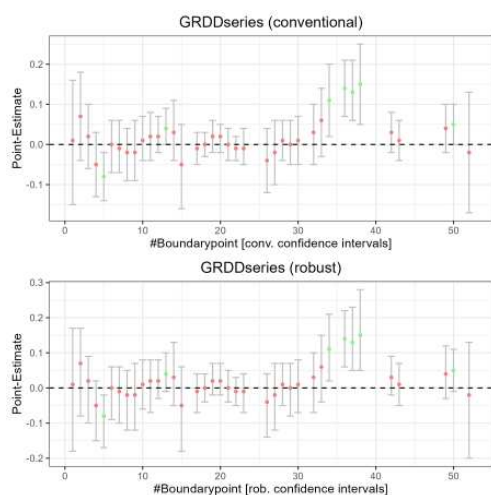 GRDDseries (conventional)
Point-Estimate
0.2
0.1
0.0
-0.1
0 10 20 30 40 50
#Boundarypoint [conv. confidence intervals]
GRDDseries (robust)
Point-Estimate
0.3
0.2
0.1
0.0
-0.1
0.2
0 10 20 30 40 50
#Boundarypoint [rob. confidence intervals]